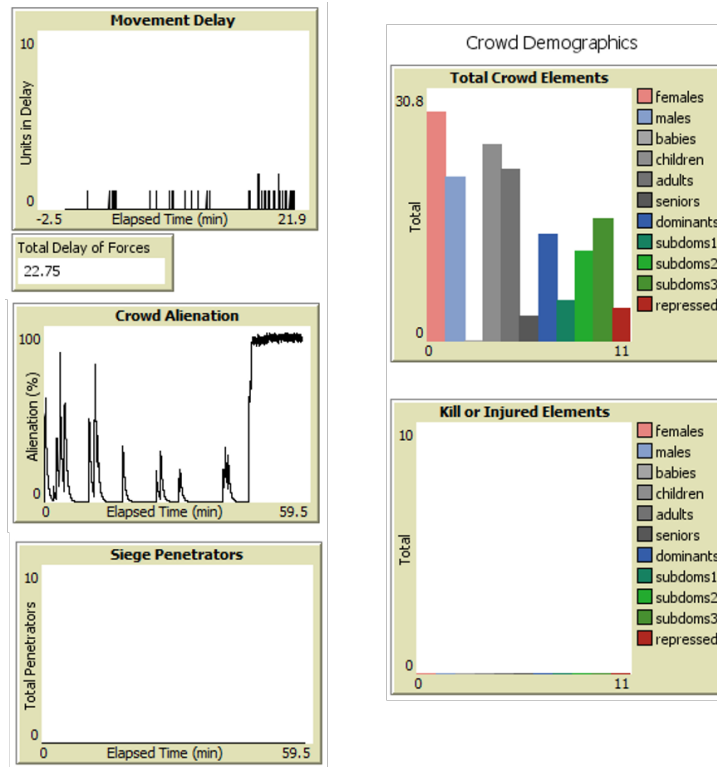 Movement Delay
10
Units in Delay
0
-2.5 Elapsed Time (min) 21.9
Total Delay of Forces
22.75
Crowd Alienation
100
Alienation (%)
0
0 Elapsed Time (min) 59.5
Siege Penetrators
10
Total Penetrators
0
0 Elapsed Time (min) 59.5
Crowd Demographics
Total Crowd Elements
30.8
Total
0
0 11
females
males
babies
children
adults
seniors
dominants
subdoms1
subdoms2
subdoms3
repressed
Kill or Injured Elements
10
Total
0
0 11
females
males
babies
children
adults
seniors
dominants
subdoms1
subdoms2
subdoms3
repressed